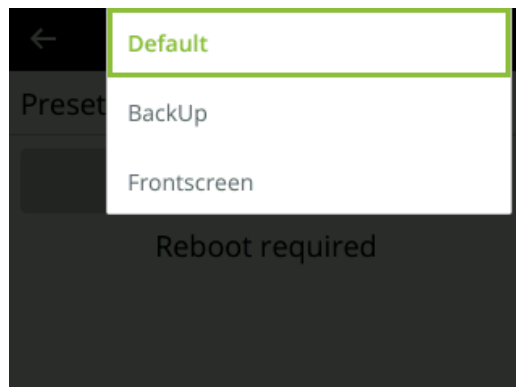 Default
Preset
BackUp
Frontscreen
Reboot required